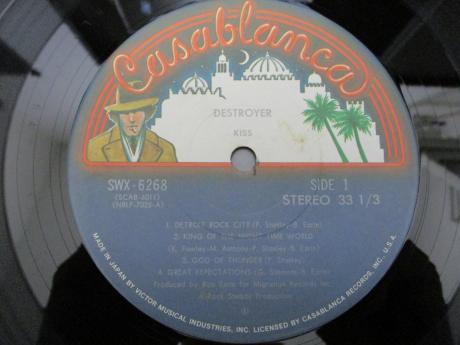 Casablanca
DESTROYER
KISS
SWX-6268
(SCAB-6011)
(NBLP-7025-A)
SIDE 1
STEREO 33 1/3
1. DETROIT ROCK CITY (P. Stanley-B. Ezrin)
2. KING OF THE NIGHT TIME WORLD
(K. Fowley-M. Anthony-P. Stanley-B. Ezrin)
3. GOD OF THUNDER (P. Stanley)
4. GREAT EXPECTATIONS (G. Simmons-B. Ezrin)
Produced by Bob Ezrin for Migration Records Inc.
A Rock Steady Production
MADE IN JAPAN BY VICTOR MUSICAL INDUSTRIES, INC. LICENSED BY CASABLANCA RECORDS, INC., U.S.A.